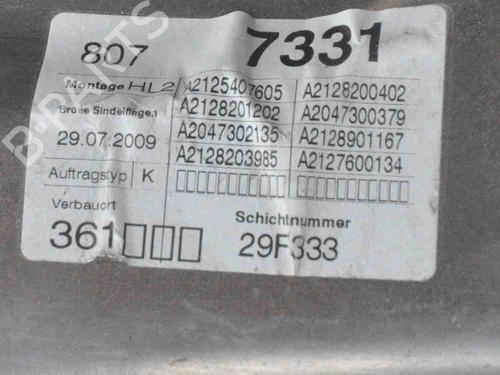 807 7331
Montage HL2 A2125407605 A2128200402
Brose Sindelfingen A2128201202 A2047300379
29.07.2009 A2047302135 A2128901167
A2128203985 A2127600134
Auftragstyp K
Verbauort Schichtnummer
361 29F333